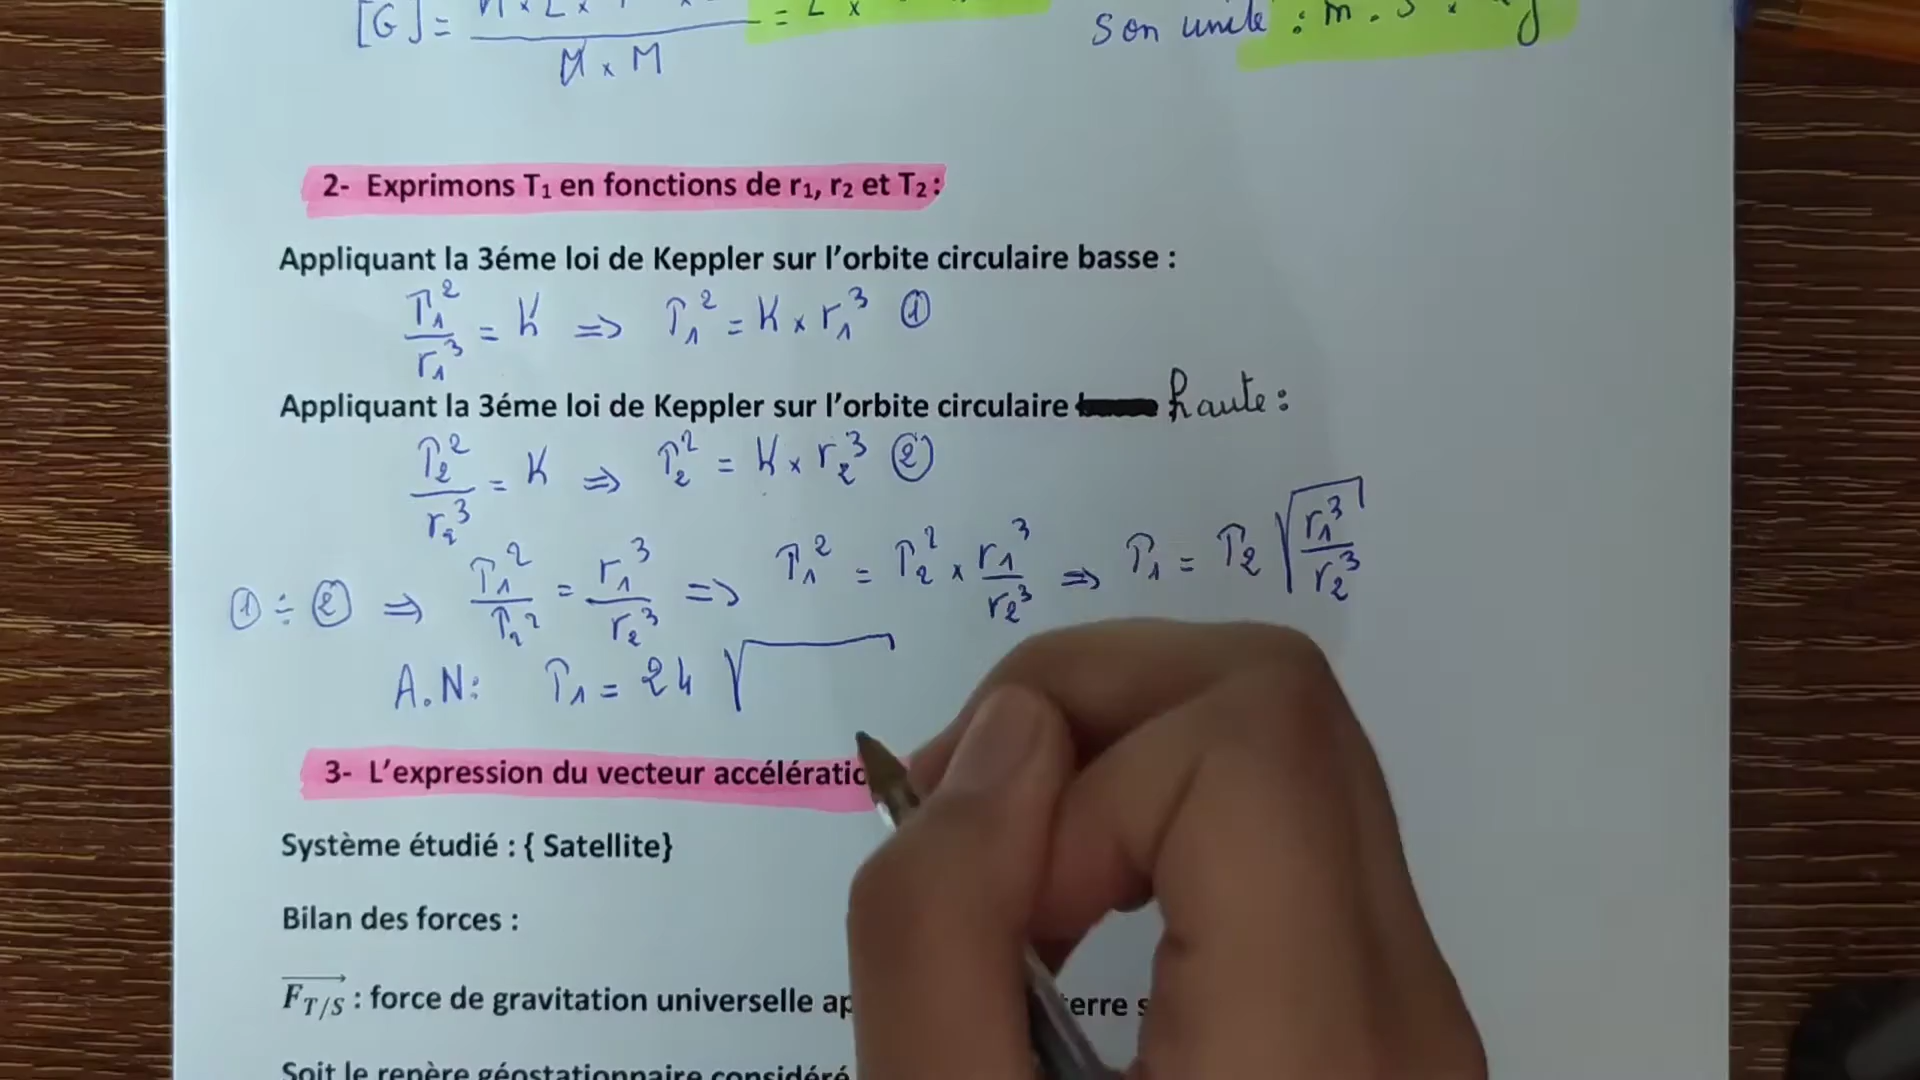 [G] = = L x
M x M
Son unité : m .
2- Exprimons T1 en fonctions de r1, r2 et T2 :
Appliquant la 3éme loi de Keppler sur l'orbite circulaire basse :
T1² / r1³ = K => T1² = K x r1³ ①
Appliquant la 3éme loi de Keppler sur l'orbite circulaire haute :
T2² / r2³ = K => T2² = K x r2³ ②
① ÷ ② => T1² / T2² = r1³ / r2³ => T1² = T2² x r1³ / r2³ => T1 = T2 √(r1³ / r2³)
A.N: T1 = 24 √
3- L'expression du vecteur
Système étudié : { Satellite}
Bilan des forces :
F⃗T/S : force de gravitation universelle terre
Soit le repère géostationnaire considéré